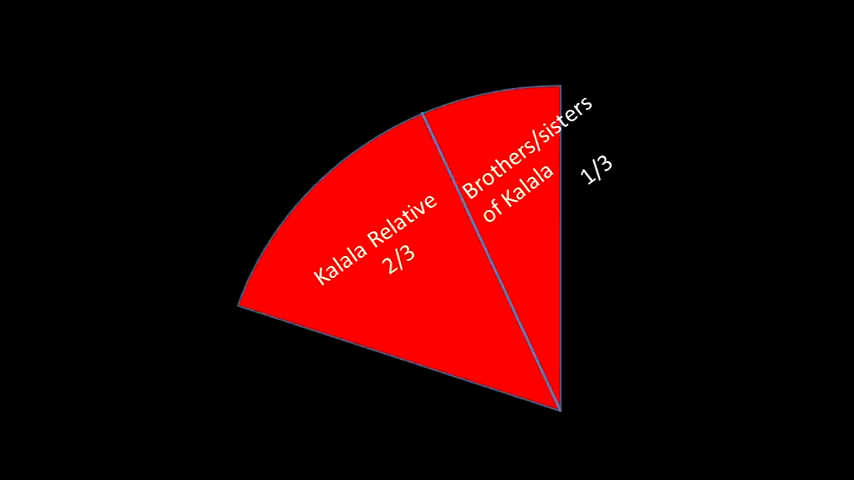 Kalala Relative
2/3
Brothers/sisters
of Kalala
1/3